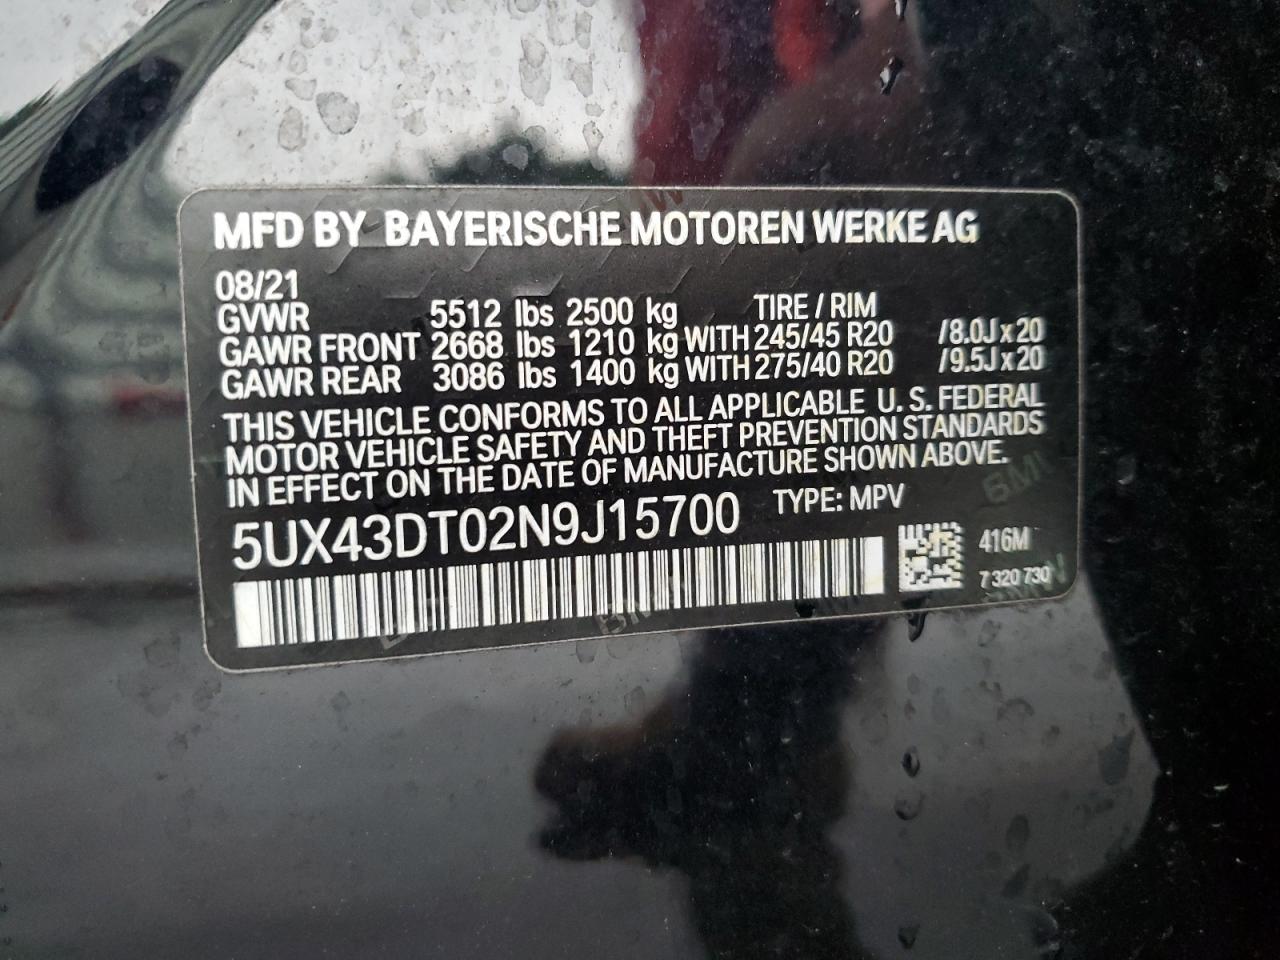 MFD BY BAYERISCHE MOTOREN WERKE AG
08/21
GVWR 5512 lbs 2500 kg TIRE / RIM
GAWR FRONT 2668 lbs 1210 kg WITH 245/45 R20 /8.0J x 20
GAWR REAR 3086 lbs 1400 kg WITH 275/40 R20 /9.5J x 20
THIS VEHICLE CONFORMS TO ALL APPLICABLE U. S. FEDERAL
MOTOR VEHICLE SAFETY AND THEFT PREVENTION STANDARDS
IN EFFECT ON THE DATE OF MANUFACTURE SHOWN ABOVE.
5UX43DT02N9J15700 TYPE: MPV
416M
7 320 730